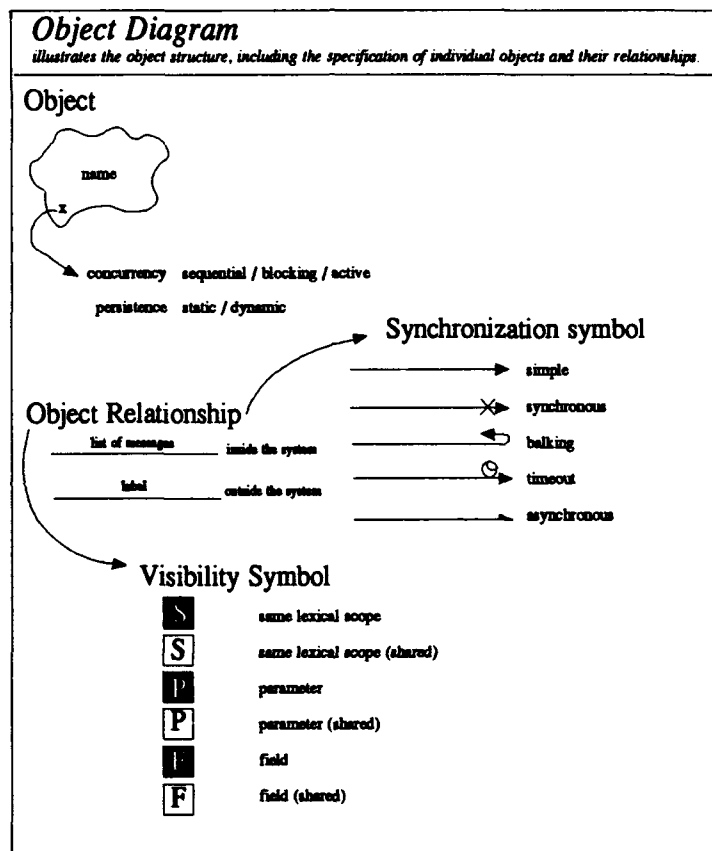 Object Diagram
illustrates the object structure, including the specification of individual objects and their relationships.
Object
name
x
concurrency sequential / blocking / active
persistence static / dynamic
Synchronization symbol
simple
synchronous
balking
timeout
asynchronous
Object Relationship
list of messages inside the system
label outside the system
Visibility Symbol
S same lexical scope
S same lexical scope (shared)
P parameter
P parameter (shared)
F field
F field (shared)